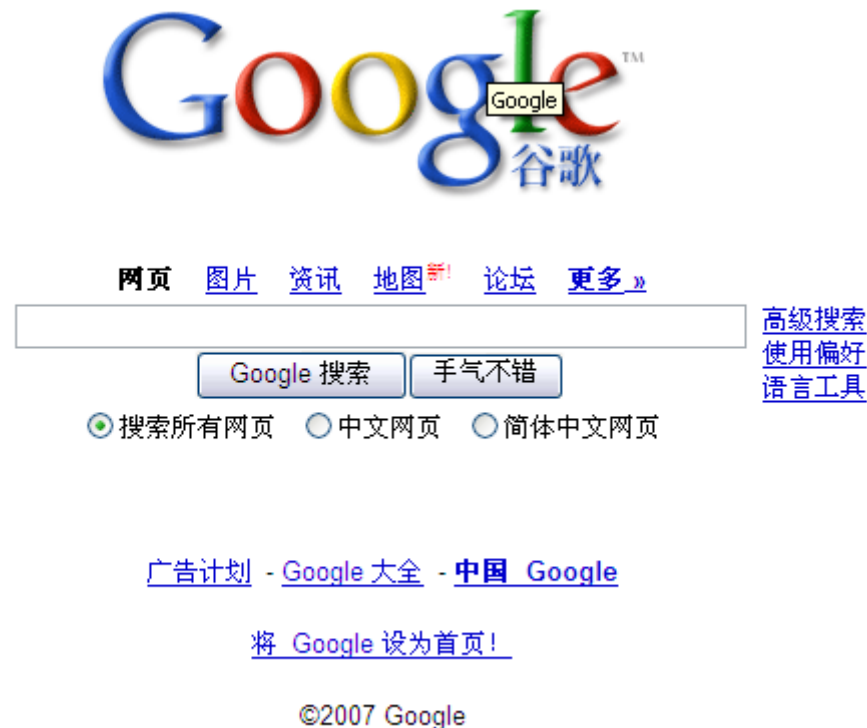 Google™
Google
谷歌
网页 图片 资讯 地图新! 论坛 更多 »
高级搜索
使用偏好
语言工具
Google 搜索 手气不错
搜索所有网页 中文网页 简体中文网页
广告计划 - Google 大全 - 中国 Google
将 Google 设为首页!
©2007 Google